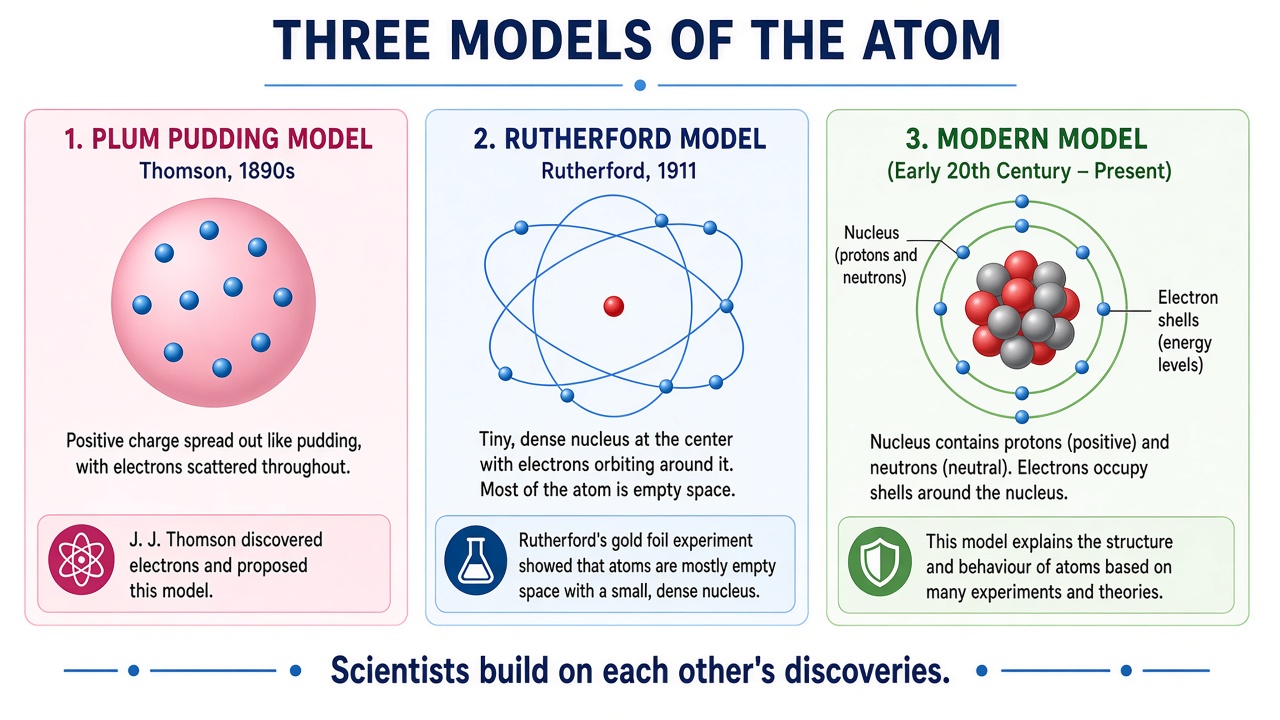 THREE MODELS OF THE ATOM
1. PLUM PUDDING MODEL
Thomson, 1890s
Positive charge spread out like pudding,
with electrons scattered throughout.
J. J. Thomson discovered
electrons and proposed
this model.
2. RUTHERFORD MODEL
Rutherford, 1911
Tiny, dense nucleus at the center
with electrons orbiting around it.
Most of the atom is empty space.
Rutherford's gold foil experiment
showed that atoms are mostly empty
space with a small, dense nucleus.
3. MODERN MODEL
(Early 20th Century – Present)
Nucleus
(protons and
neutrons)
Electron
shells
(energy
levels)
Nucleus contains protons (positive) and
neutrons (neutral). Electrons occupy
shells around the nucleus.
This model explains the structure
and behaviour of atoms based on
many experiments and theories.
Scientists build on each other's discoveries.